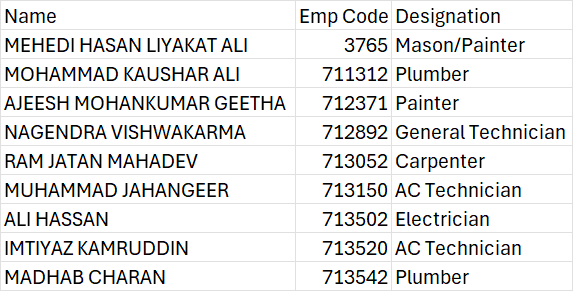 Name Emp Code Designation
MEHEDI HASAN LIYAKAT ALI 3765 Mason/Painter
MOHAMMAD KAUSHAR ALI 711312 Plumber
AJEESH MOHANKUMAR GEETHA 712371 Painter
NAGENDRA VISHWAKARMA 712892 General Technician
RAM JATAN MAHADEV 713052 Carpenter
MUHAMMAD JAHANGEER 713150 AC Technician
ALI HASSAN 713502 Electrician
IMTIYAZ KAMRUDDIN 713520 AC Technician
MADHAB CHARAN 713542 Plumber